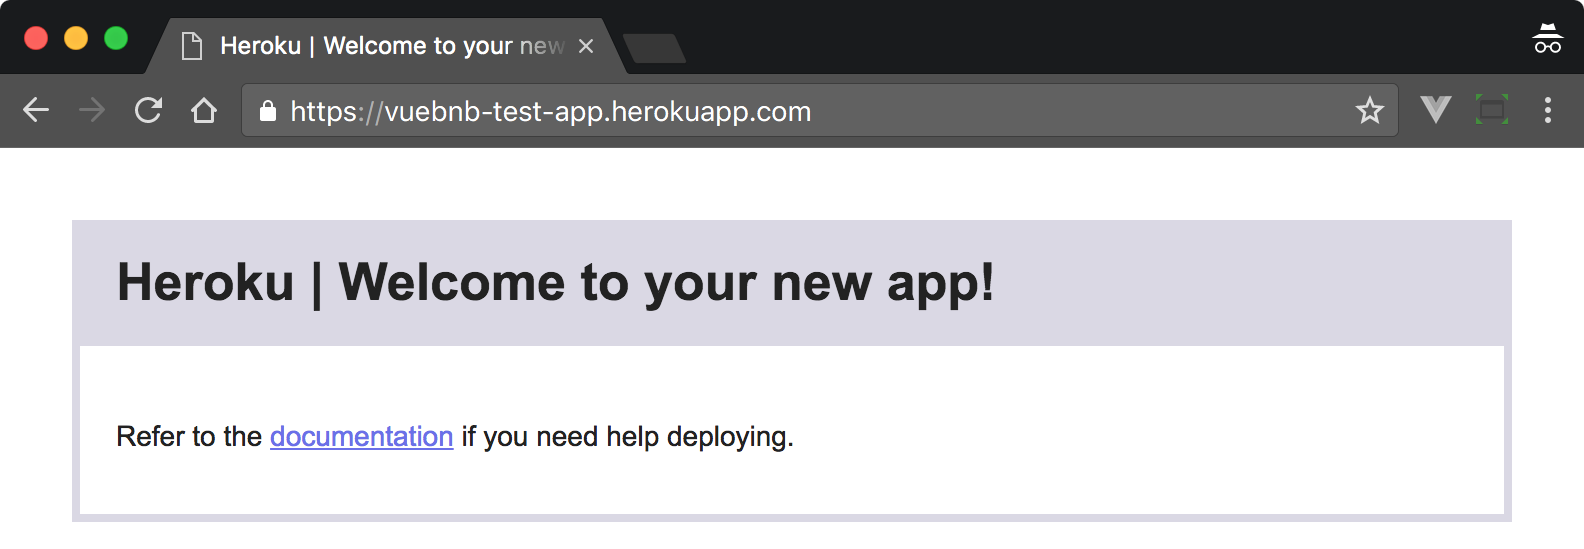 Heroku | Welcome to your new
https://vuebnb-test-app.herokuapp.com
Heroku | Welcome to your new app!
Refer to the documentation if you need help deploying.